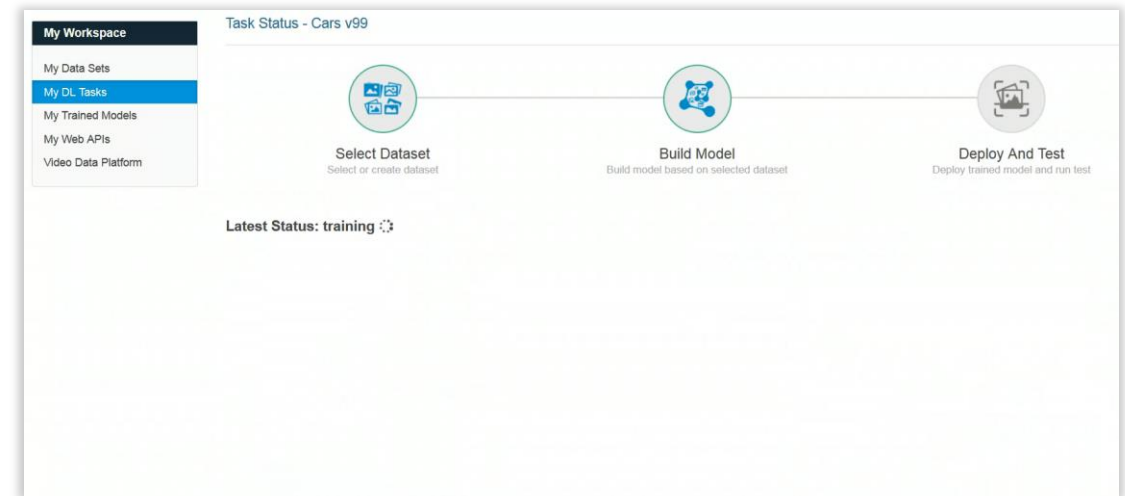 My Workspace
My Data Sets
My DL Tasks
My Trained Models
My Web APIs
Video Data Platform
Task Status - Cars v99
Select Dataset
Select or create dataset
Build Model
Build model based on selected dataset
Deploy And Test
Deploy trained model and run test
Latest Status: training